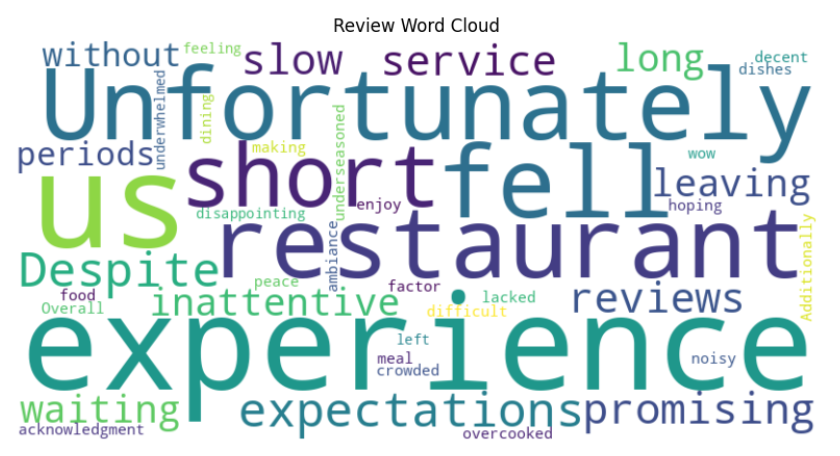 Review Word Cloud
without feeling slow service long decent
dishes
Unfortunately
underwhelmed
dining
periods short making fell wow leaving
underseasoned
us disappointing enjoy hoping
restaurant
Despite ambiance Additionally
peace factor
food inattentive lacked reviews
Overall difficult
experience
left
meal noisy
crowded
waiting expectations promising
acknowledgment overcooked